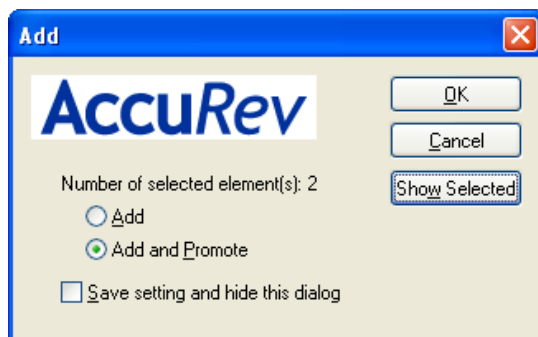 Add
AccuRev
OK
Cancel
Show Selected
Number of selected element(s): 2
Add
Add and Promote
Save setting and hide this dialog